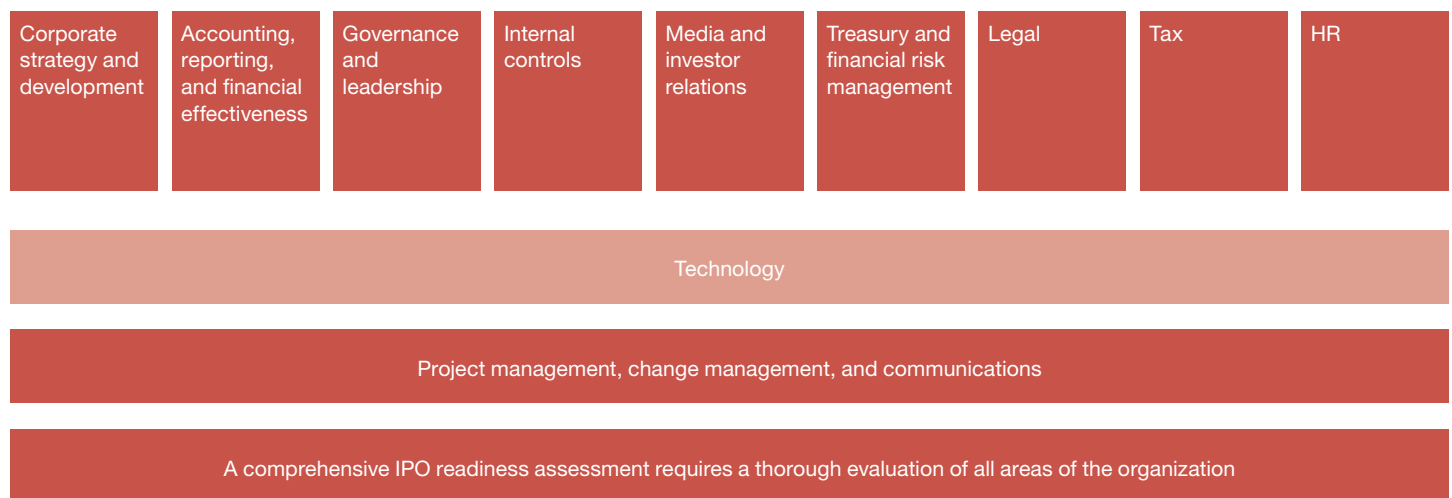 Corporate
strategy and
development
Accounting,
reporting,
and financial
effectiveness
Governance
and
leadership
Internal
controls
Media and
investor
relations
Treasury and
financial risk
management
Legal
Tax
HR
Technology
Project management, change management, and communications
A comprehensive IPO readiness assessment requires a thorough evaluation of all areas of the organization